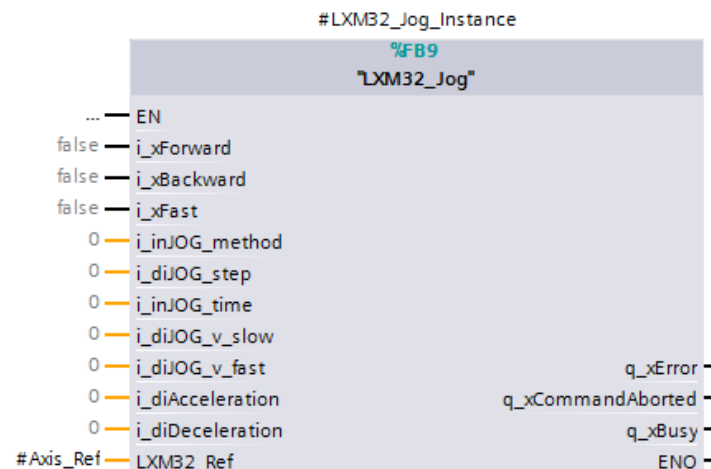 #LXM32_Jog_Instance
%FB9
"LXM32_Jog"
... EN
false i_xForward
false i_xBackward
false i_xFast
0 i_inJOG_method
0 i_diJOG_step
0 i_inJOG_time
0 i_diJOG_v_slow
0 i_diJOG_v_fast q_xError
0 i_diAcceleration q_xCommandAborted
0 i_diDeceleration q_xBusy
#Axis_Ref LXM32_Ref ENO